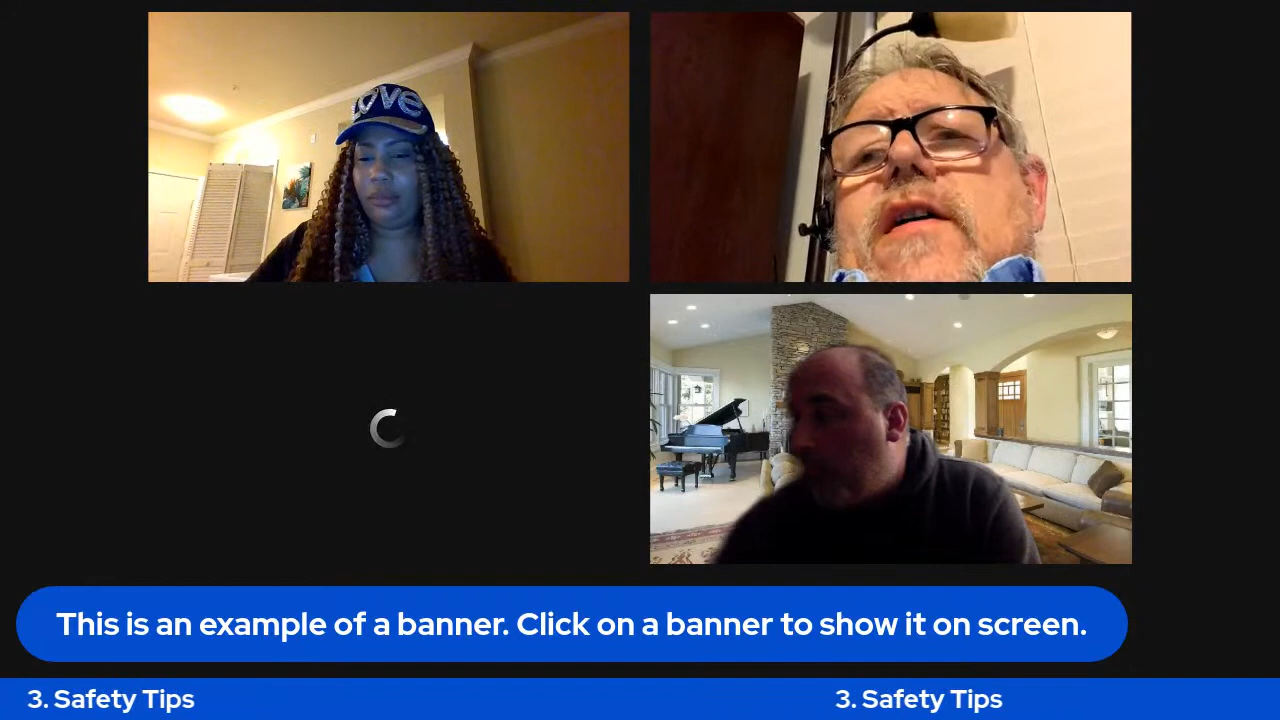 Love
This is an example of a banner. Click on a banner to show it on screen.
3. Safety Tips
3. Safety Tips